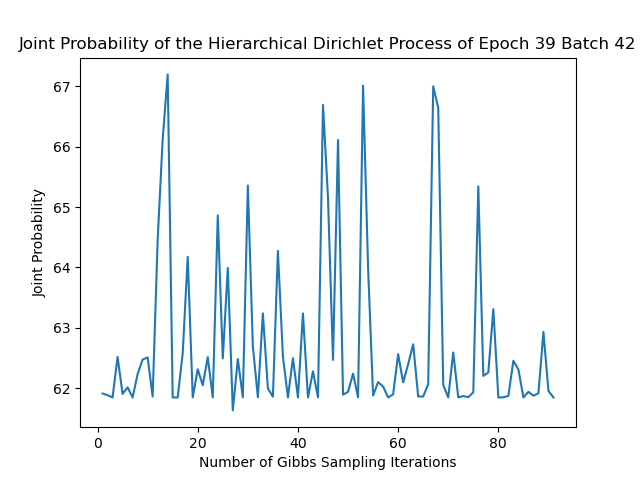 Joint Probability of the Hierarchical Dirichlet Process of Epoch 39 Batch 42
67
66
65
64
63
62
Joint Probability
0 20 40 60 80
Number of Gibbs Sampling Iterations